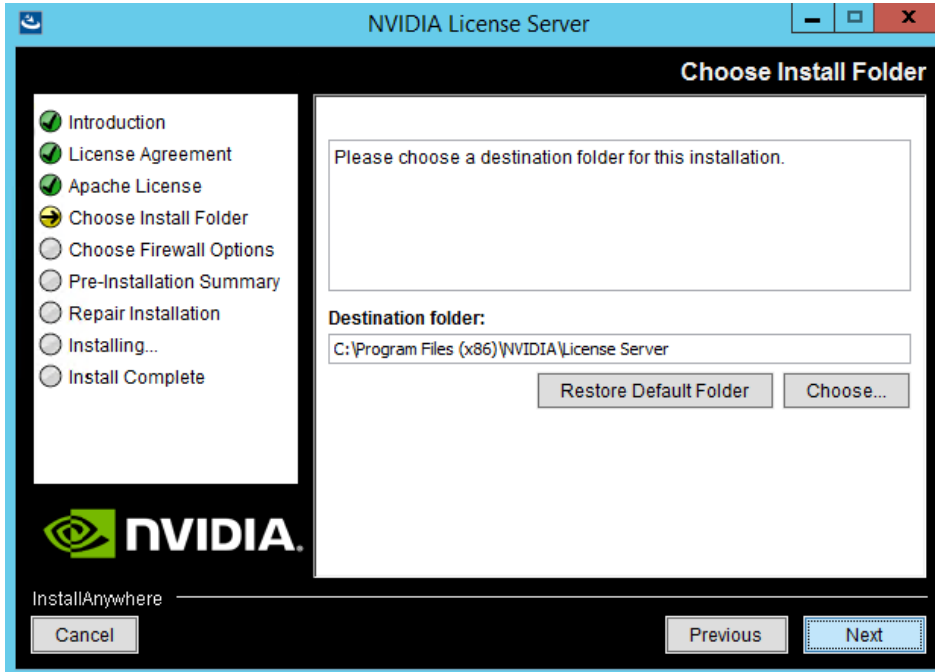 NVIDIA License Server
Choose Install Folder
Introduction
License Agreement
Apache License
Choose Install Folder
Choose Firewall Options
Pre-Installation Summary
Repair Installation
Installing...
Install Complete
Please choose a destination folder for this installation.
Destination folder:
C:\Program Files (x86)\NVIDIA\License Server
Restore Default Folder Choose...
NVIDIA.
InstallAnywhere
Cancel Previous Next